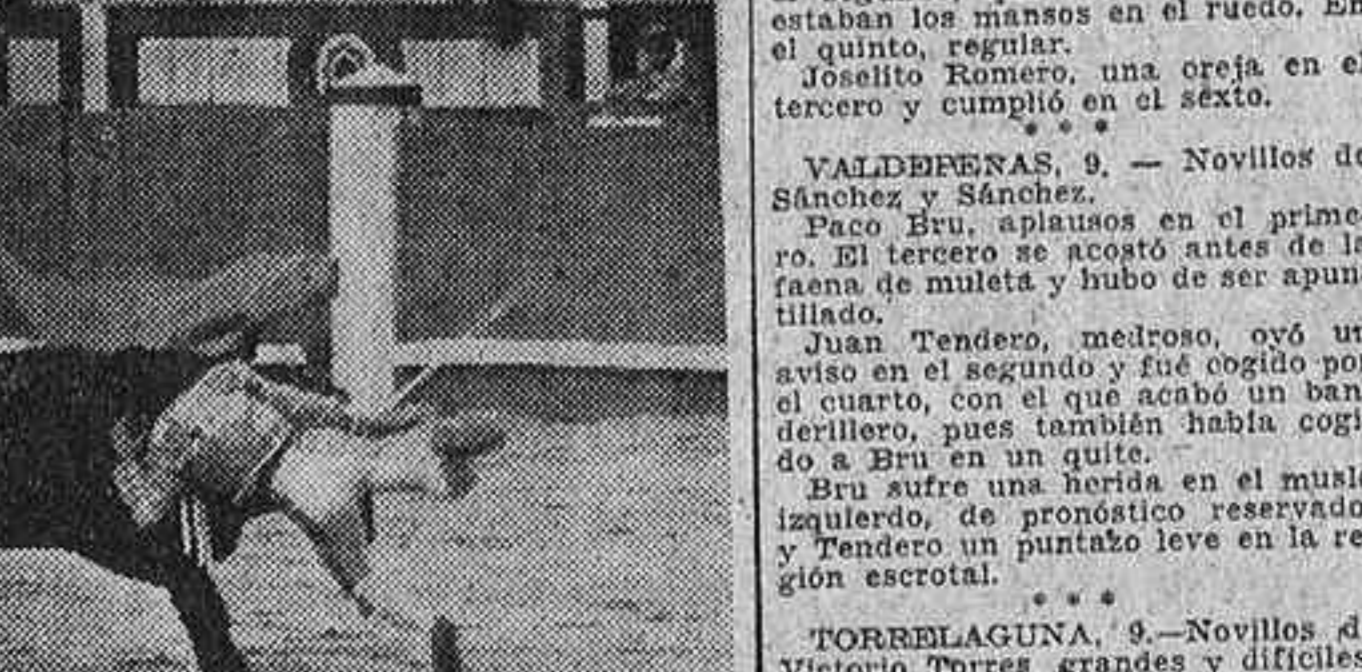 estaban los mansos en el ruedo. En
el quinto, regular.
Joselito Romero, una oreja en el
tercero y cumplió en el sexto.
* * *
VALDEPEÑAS, 9. — Novillos de
Sánchez y Sánchez.
Paco Bru, aplausos en el prime-
ro. El tercero se acostó antes de la
faena de muleta y hubo de ser apun-
tillado.
Juan Tendero, medroso, oyó un
aviso en el segundo y fué cogido por
el cuarto, con el que acabó un ban-
derillero, pues también había cogi-
do a Bru en un quite.
Bru sufre una herida en el muslo
izquierdo, de pronóstico reservado,
y Tendero un puntazo leve en la re-
gión escrotal.
* * *
TORRELAGUNA, 9.—Novillos d
Victorio Torres, grandes y difíciles